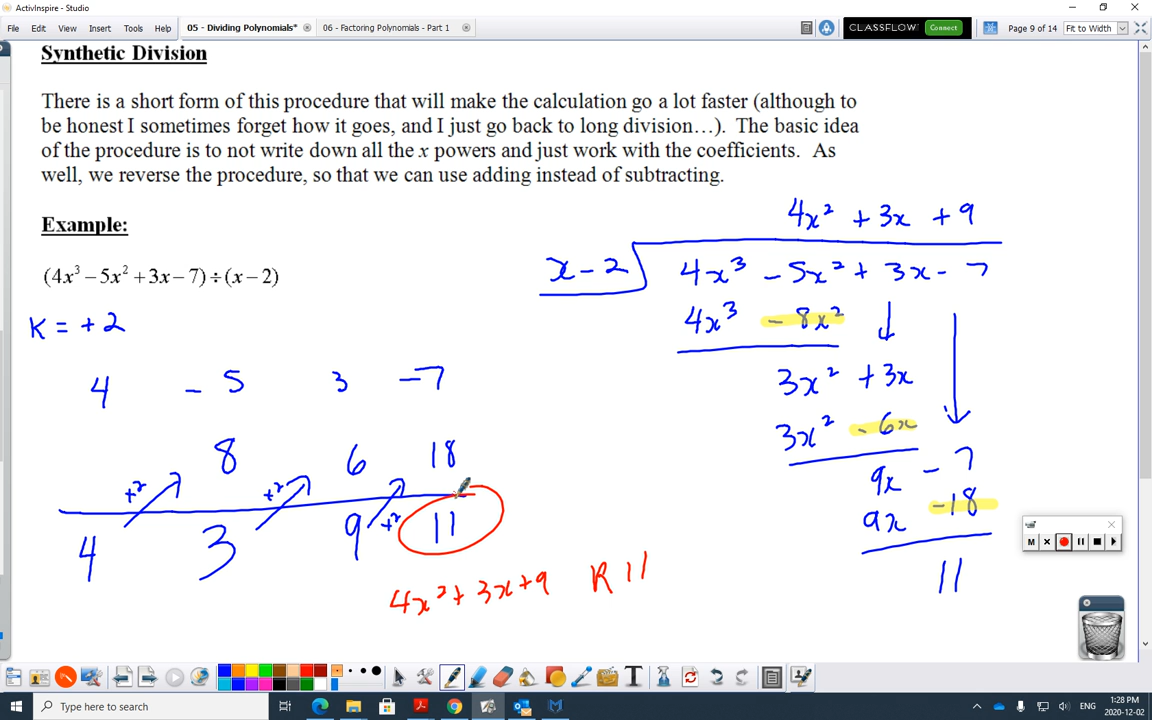 ActivInspire - Studio
File Edit View Insert Tools Help
05 - Dividing Polynomials*
06 - Factoring Polynomials - Part 1
CLASSFLOW
Connect
Page 9 of 14
Fit to Width
Synthetic Division
There is a short form of this procedure that will make the calculation go a lot faster (although to
be honest I sometimes forget how it goes, and I just go back to long division…). The basic idea
of the procedure is to not write down all the x powers and just work with the coefficients. As
well, we reverse the procedure, so that we can use adding instead of subtracting.
Example:
(4x³ – 5x² + 3x – 7) ÷ (x – 2)
K = +2
4 - 5 3 -7
8 6 18
+2 +2 +2
4 3 9 11
4x² + 3x + 9 R 11
4x² + 3x + 9
x - 2 4x³ - 5x² + 3x - 7
4x³ - 8x²
3x² + 3x
3x² - 6x
9x - 7
9x -18
11
M
T
Type here to search
ENG
1:28 PM
2020-12-02